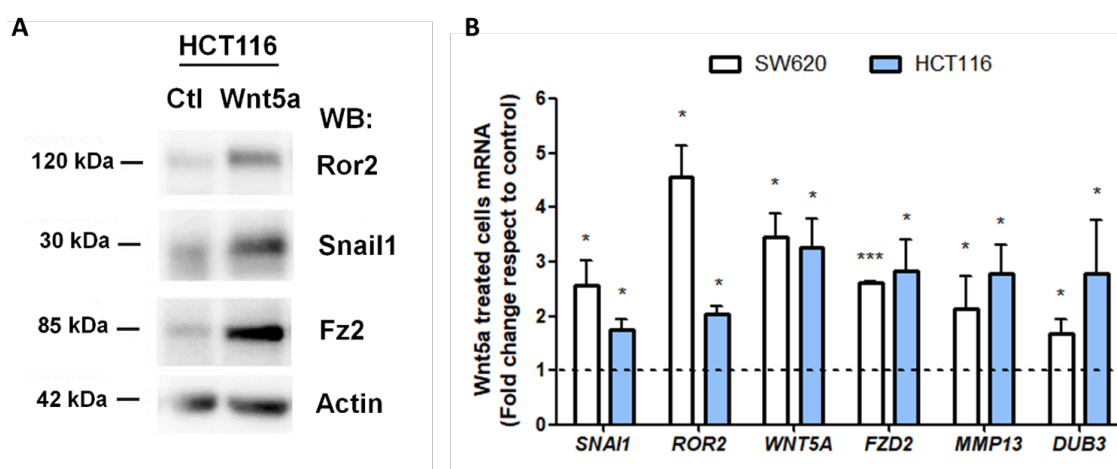 A
HCT116
Ctl Wnt5a
WB:
120 kDa
Ror2
30 kDa
Snail1
85 kDa
Fz2
42 kDa
Actin
B
SW620 HCT116
Wnt5a treated cells mRNA
(Fold change respect to control)
6
5
4
3
2
1
0
* * * * * * *** * * * * *
SNAI1 ROR2 WNT5A FZD2 MMP13 DUB3